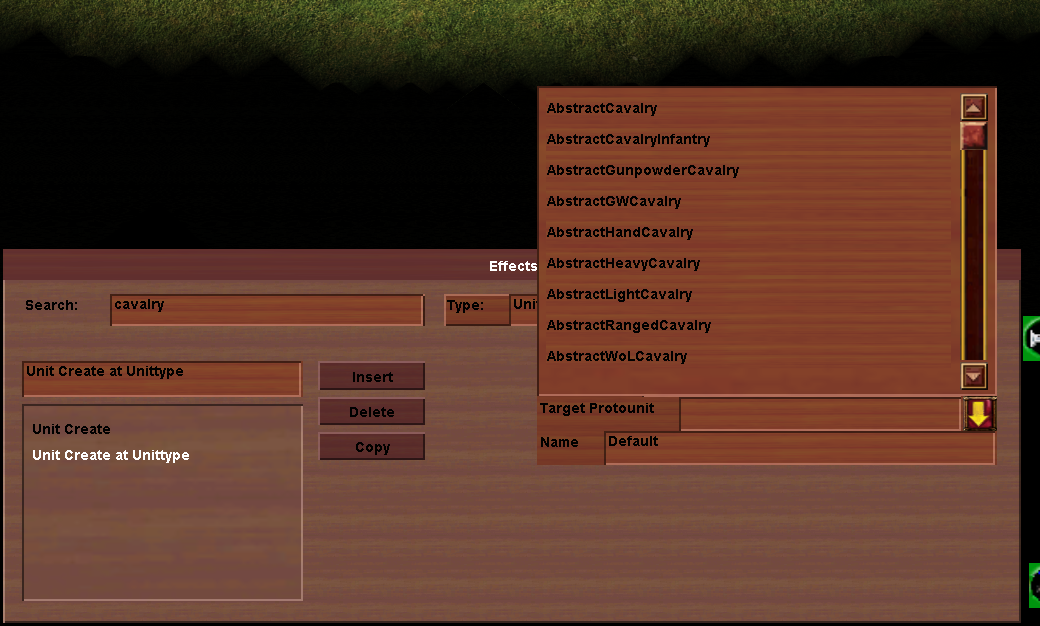 AbstractCavalry
AbstractCavalryInfantry
AbstractGunpowderCavalry
AbstractGWCavalry
AbstractHandCavalry
AbstractHeavyCavalry
AbstractLightCavalry
AbstractRangedCavalry
AbstractWoLCavalry
Effects
Search: cavalry Type:
Unit Create at Unittype
Insert
Delete
Copy
Unit Create
Unit Create at Unittype
Target Protounit
Name Default